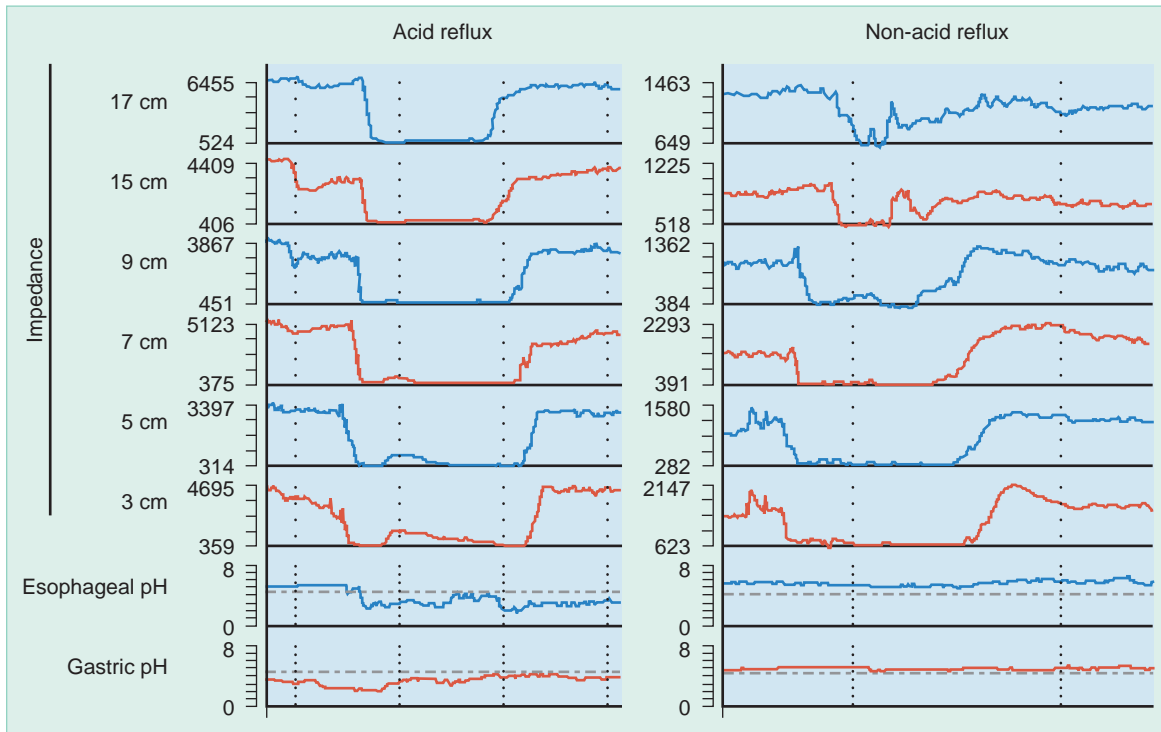 Acid reflux Non-acid reflux
Impedance
17 cm 6455 524 1463 649
15 cm 4409 406 1225 518
9 cm 3867 451 1362 384
7 cm 5123 375 2293 391
5 cm 3397 314 1580 282
3 cm 4695 359 2147 623
Esophageal pH 8 0 8 0
Gastric pH 8 0 8 0